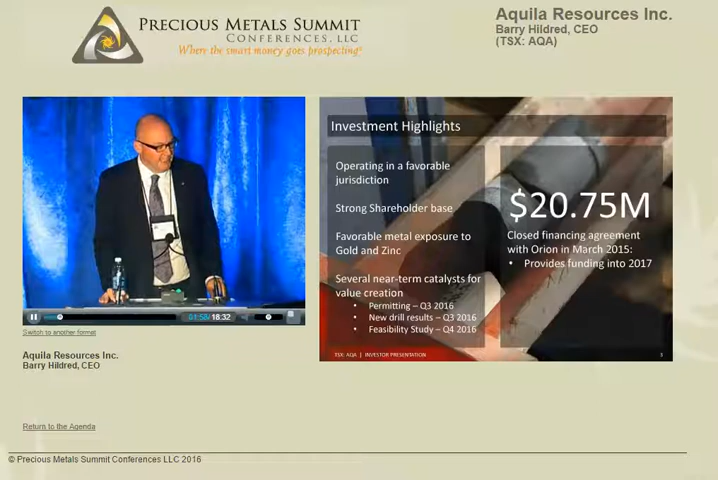 PRECIOUS METALS SUMMIT
CONFERENCES, LLC
Where the smart money goes prospecting
Aquila Resources Inc.
Barry Hildred, CEO
(TSX: AQA)
Investment Highlights
Operating in a favorable
jurisdiction
Strong Shareholder base
Favorable metal exposure to
Gold and Zinc
Several near-term catalysts for
value creation
• Permitting – Q3 2016
• New drill results – Q3 2016
• Feasibility Study – Q4 2016
$20.75M
Closed financing agreement
with Orion in March 2015:
• Provides funding into 2017
TSX: AQA | INVESTOR PRESENTATION
3
01:58/18:32
Switch to another format
Aquila Resources Inc.
Barry Hildred, CEO
Return to the Agenda
© Precious Metals Summit Conferences LLC 2016